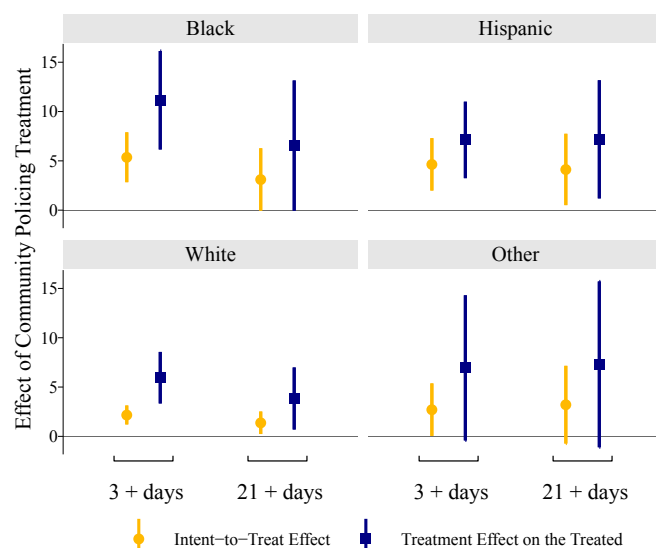 Black
Hispanic
15
10
5
0
White
Other
15
10
5
0
Effect of Community Policing Treatment
3 + days
21 + days
3 + days
21 + days
Intent−to−Treat Effect
Treatment Effect on the Treated